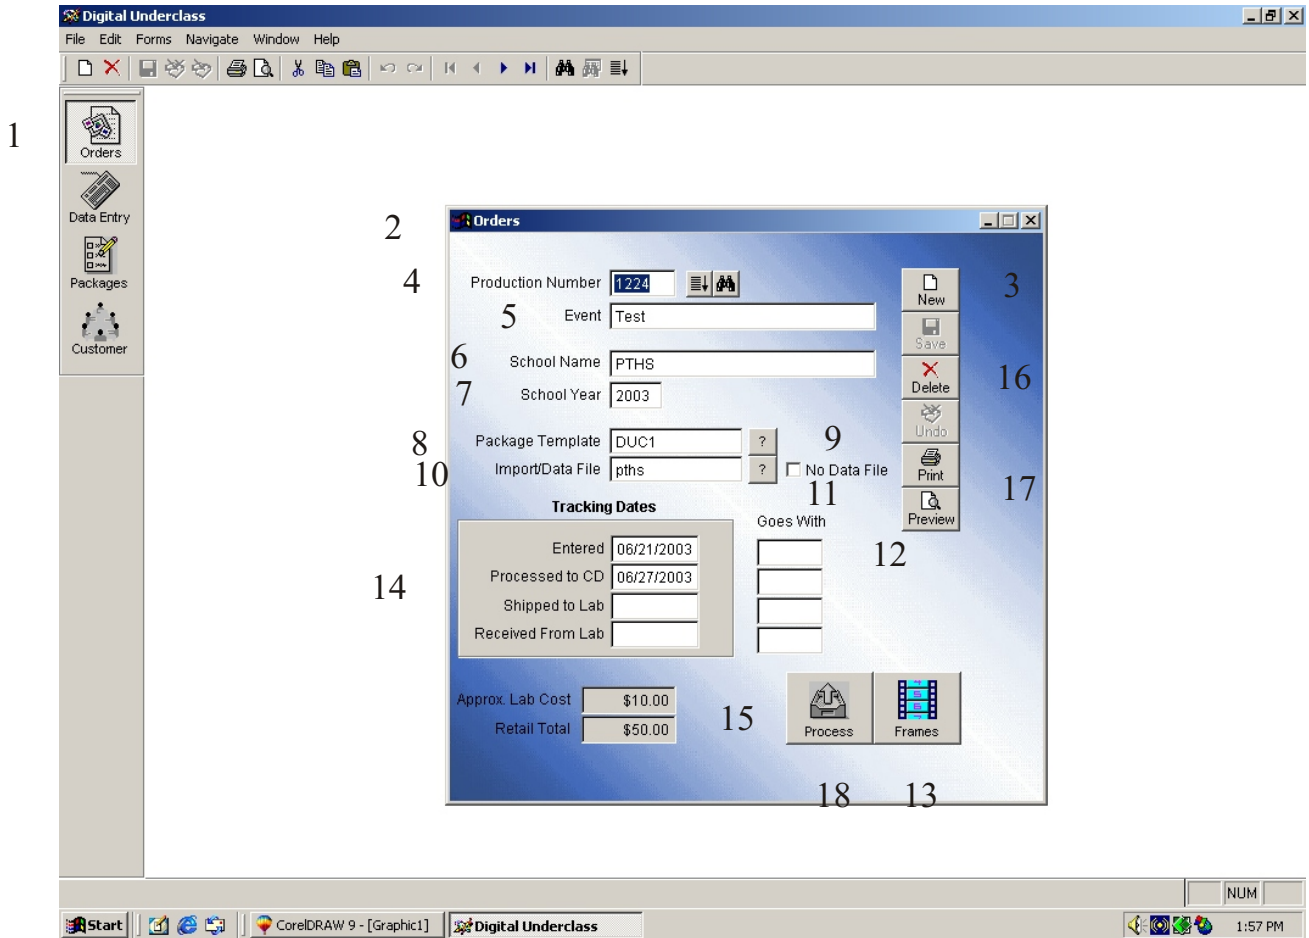 Digital Underclass
File Edit Forms Navigate Window Help
1
Orders
Data Entry
Packages
Customer
2
Orders
4 Production Number 1224 New 3
5 Event Test
Save
6 School Name PTHS
Delete 16
7 School Year 2003
Undo
8 Package Template DUC1 ? 9
10 Import/Data File pths ? No Data File
Print 17
11
Tracking Dates
Goes With
Preview
12
Entered 06/21/2003
14 Processed to CD 06/27/2003
Shipped to Lab
Received From Lab
Approx. Lab Cost $10.00
15
Retail Total $50.00
Process Frames
18 13
NUM
Start CorelDRAW 9 - [Graphic1] Digital Underclass 1:57 PM